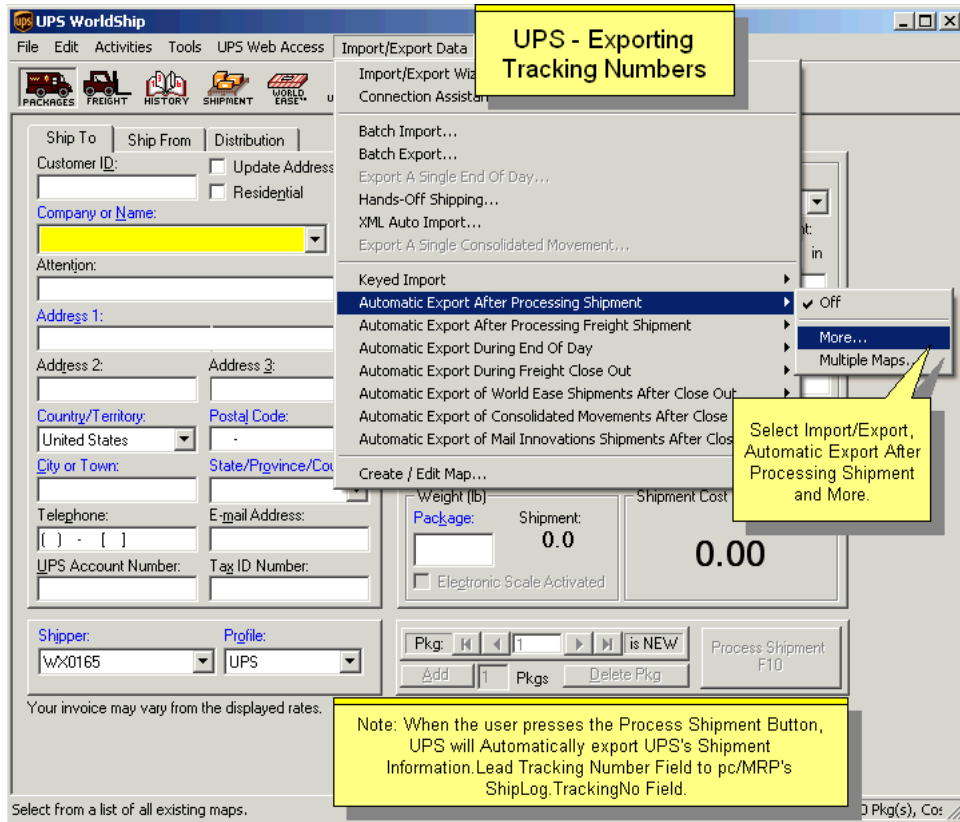 UPS WorldShip
UPS - Exporting
Tracking Numbers
File Edit Activities Tools UPS Web Access Import/Export Data
PACKAGES FREIGHT HISTORY SHIPMENT WORLD EASE
Import/Export
Connection
Batch Import...
Batch Export...
Export A Single End Of Day...
Hands-Off Shipping...
XML Auto Import...
Export A Single Consolidated Movement...
Keyed Import
Automatic Export After Processing Shipment
Automatic Export After Processing Freight Shipment
Automatic Export During End Of Day
Automatic Export During Freight Close Out
Automatic Export of World Ease Shipments After Close Out
Automatic Export of Consolidated Movements After Close
Automatic Export of Mail Innovations Shipments After
Create / Edit Map...
Off
More...
Multiple Maps...
Select Import/Export,
Automatic Export After
Processing Shipment
and More.
Ship To Ship From Distribution
Customer ID:
Update Address
Residential
Company or Name:
in
Attention:
Address 1:
Address 2: Address 3:
Country/Territory: Postal Code:
United States -
City or Town:
Telephone: E-mail Address:
( ) - [ ]
UPS Account Number: Tax ID Number:
Weight (lb)
Package: Shipment:
0.0
Electronic Scale Activated
Shipment Cost
0.00
Shipper: Profile:
WX0165 UPS
Pkg: 1 is NEW
Add 1 Pkgs Delete Pkg
Process Shipment
F10
Your invoice may vary from the displayed rates.
Note: When the user presses the Process Shipment Button,
UPS will Automatically export UPS's Shipment
Information.Lead Tracking Number Field to pc/MRP's
ShipLog.TrackingNo Field.
Select from a list of all existing maps.
Pkg(s),